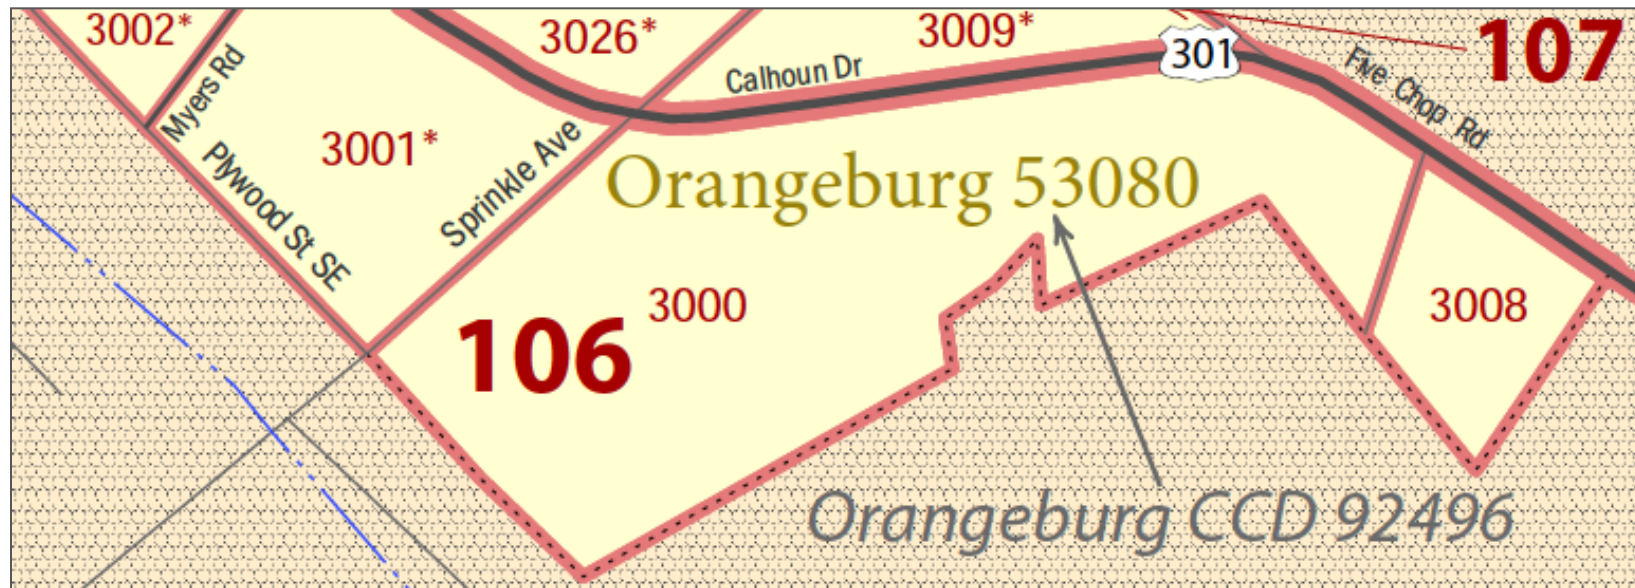 3002*
3026*
3009*
107
301
Calhoun Dr
Five Chop Rd
Myers Rd
3001*
Plywood St SE
Sprinkle Ave
Orangeburg 53080
3000
106
3008
Orangeburg CCD 92496